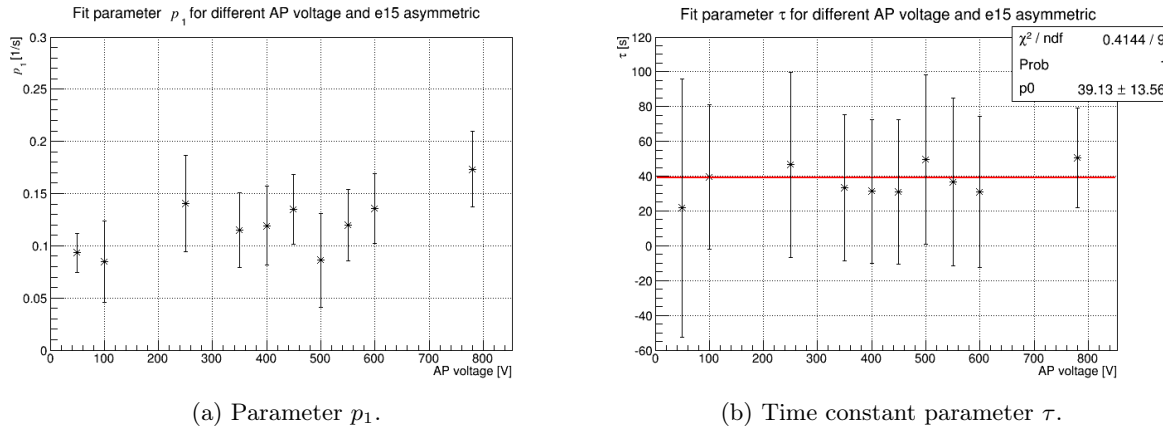 Fit parameter p₁ for different AP voltage and e15 asymmetric
p₁ [1/s]
0.3
0.25
0.2
0.15
0.1
0.05
0
0 100 200 300 400 500 600 700 800
AP voltage [V]
(a) Parameter p₁.
Fit parameter τ for different AP voltage and e15 asymmetric
τ [s]
χ² / ndf 0.4144 / 9
Prob
p0 39.13 ± 13.56
120
100
80
60
40
20
0
-20
-40
-60
0 100 200 300 400 500 600 700 800
AP voltage [V]
(b) Time constant parameter τ.